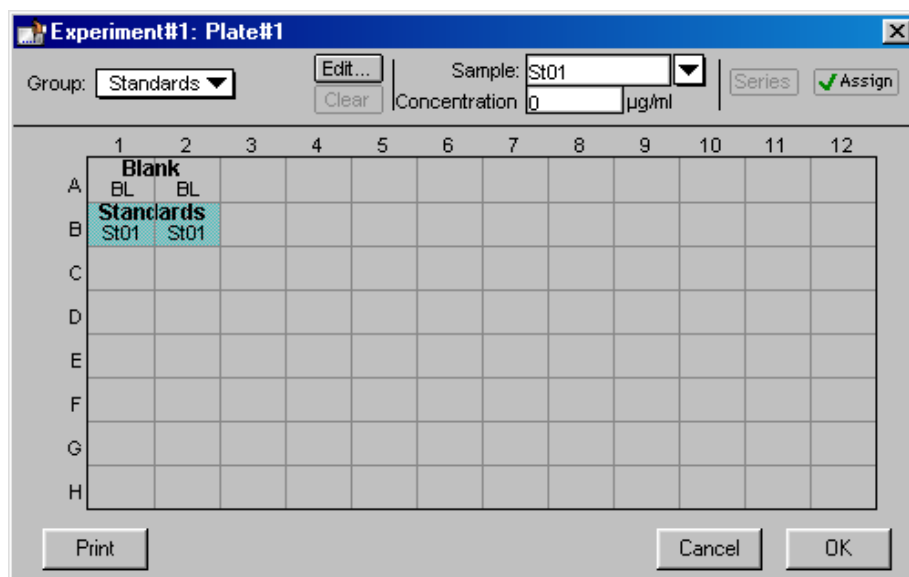 Experiment#1: Plate#1
Group: Standards Edit... Sample: St01 Series Assign
Clear Concentration 0 µg/ml
1 2 3 4 5 6 7 8 9 10 11 12
Blank
A BL BL
Standards
B St01 St01
C
D
E
F
G
H
Print Cancel OK